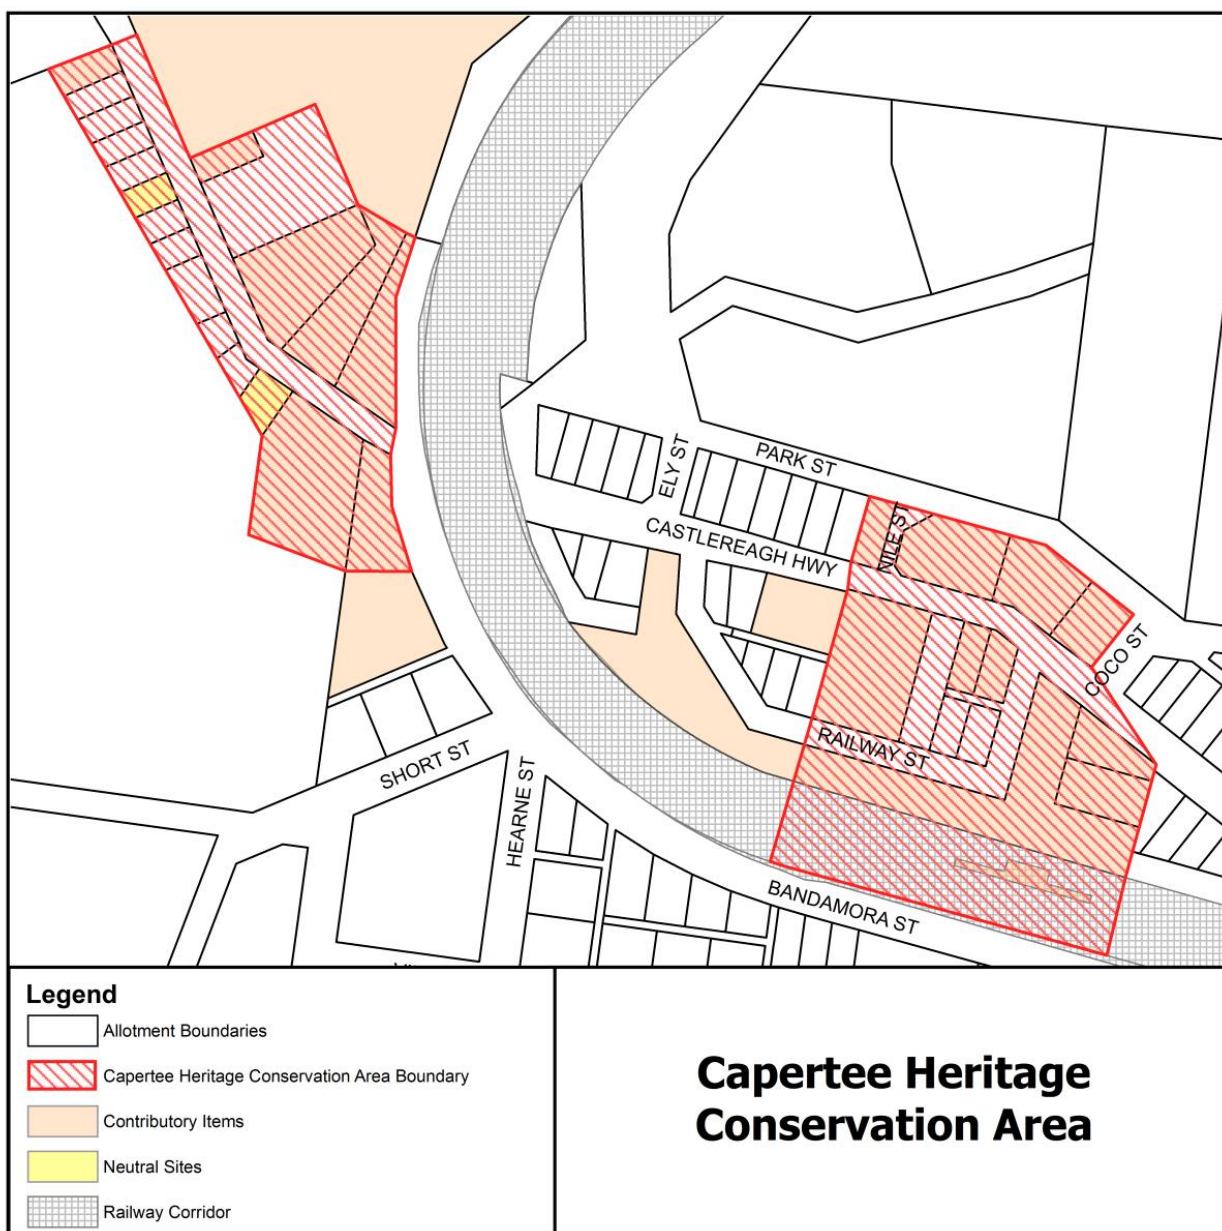 PARK ST
ELY ST
CASTLEREAGH HWY
NILE ST
COCO ST
RAILWAY ST
SHORT ST
HEARNE ST
BANDAMORA ST
Legend
Allotment Boundaries
Capertee Heritage Conservation Area Boundary
Contributory Items
Neutral Sites
Railway Corridor
Capertee Heritage
Conservation Area